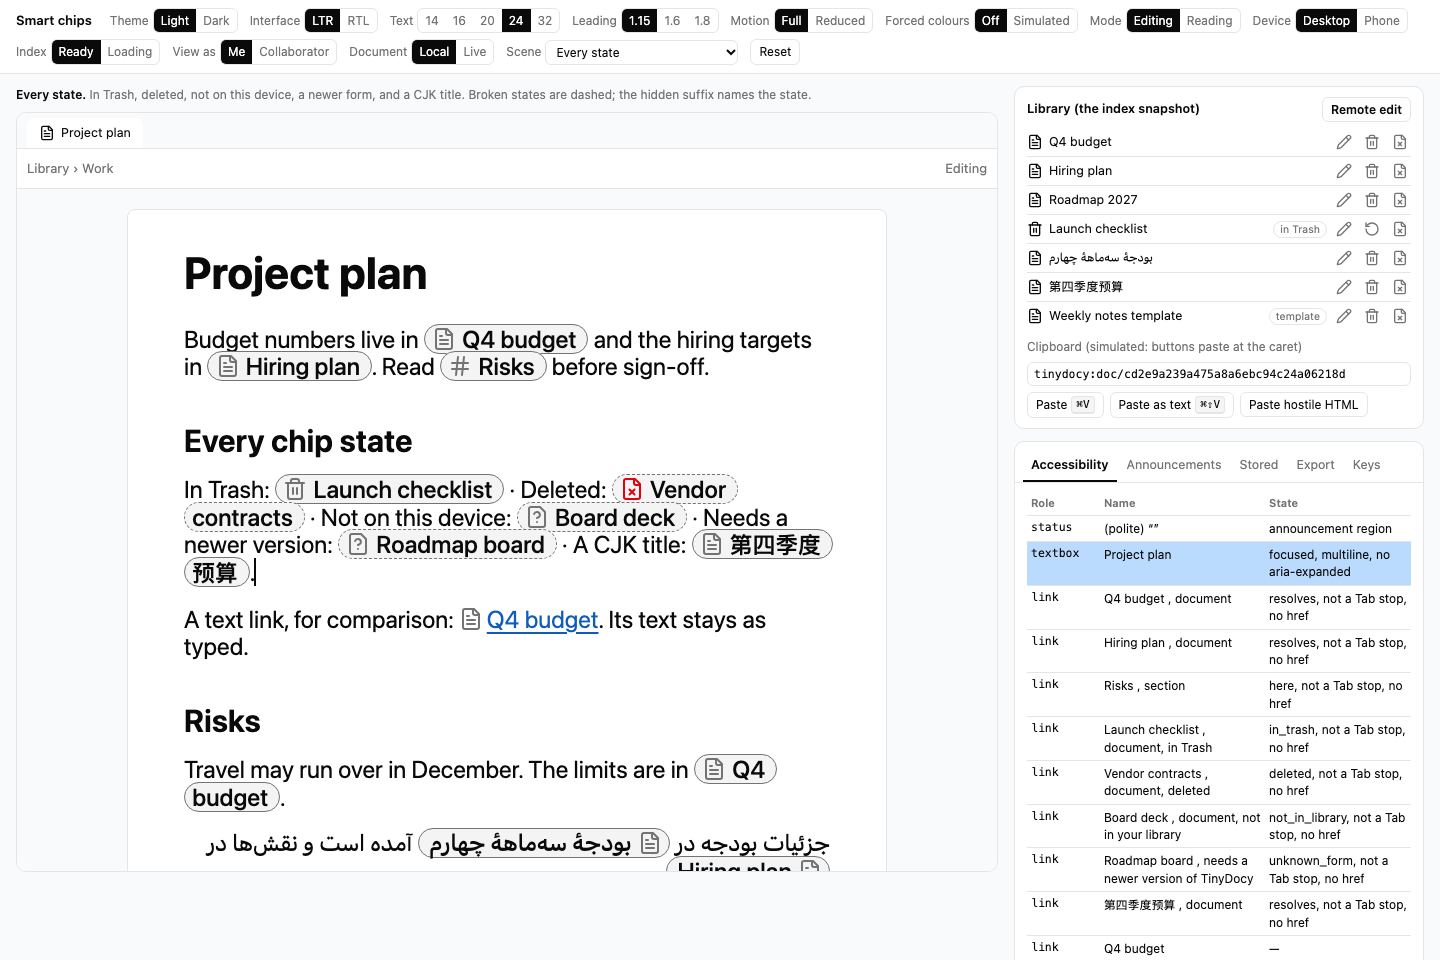 Smart chips Theme Light Dark Interface LTR RTL Text 14 16 20 24 32 Leading 1.15 1.6 1.8 Motion Full Reduced Forced colours Off Simulated Mode Editing Reading Device Desktop Phone
Index Ready Loading View as Me Collaborator Document Local Live Scene Every state Reset
Every state. In Trash, deleted, not on this device, a newer form, and a CJK title. Broken states are dashed; the hidden suffix names the state.
Project plan
Library › Work Editing
Project plan
Budget numbers live in Q4 budget and the hiring targets
in Hiring plan. Read # Risks before sign-off.
Every chip state
In Trash: Launch checklist · Deleted: Vendor
contracts · Not on this device: Board deck · Needs a
newer version: Roadmap board · A CJK title: 第四季度
预算.
A text link, for comparison: Q4 budget. Its text stays as
typed.
Risks
Travel may run over in December. The limits are in Q4
budget.
جزئیات بودجه در بودجهٔ سه‌ماههٔ چهارم آمده است و نقش‌ها در
Hiring plan
Library (the index snapshot) Remote edit
Q4 budget
Hiring plan
Roadmap 2027
Launch checklist in Trash
بودجهٔ سه‌ماههٔ چهارم
第四季度预算
Weekly notes template template
Clipboard (simulated: buttons paste at the caret)
tinydocy:doc/cd2e9a239a475a8a6ebc94c24a06218d
Paste ⌘V Paste as text ⌘⇧V Paste hostile HTML
Accessibility Announcements Stored Export Keys
Role Name State
status (polite) “” announcement region
textbox Project plan focused, multiline, no
aria-expanded
link Q4 budget , document resolves, not a Tab stop,
no href
link Hiring plan , document resolves, not a Tab stop,
no href
link Risks , section here, not a Tab stop, no
href
link Launch checklist , in_trash, not a Tab stop,
document, in Trash no href
link Vendor contracts , deleted, not a Tab stop,
document, deleted no href
link Board deck , document, not not_in_library, not a Tab
in your library stop, no href
link Roadmap board , needs a unknown_form, not a
newer version of TinyDocy Tab stop, no href
link 第四季度预算 , document resolves, not a Tab stop,
no href
link Q4 budget —